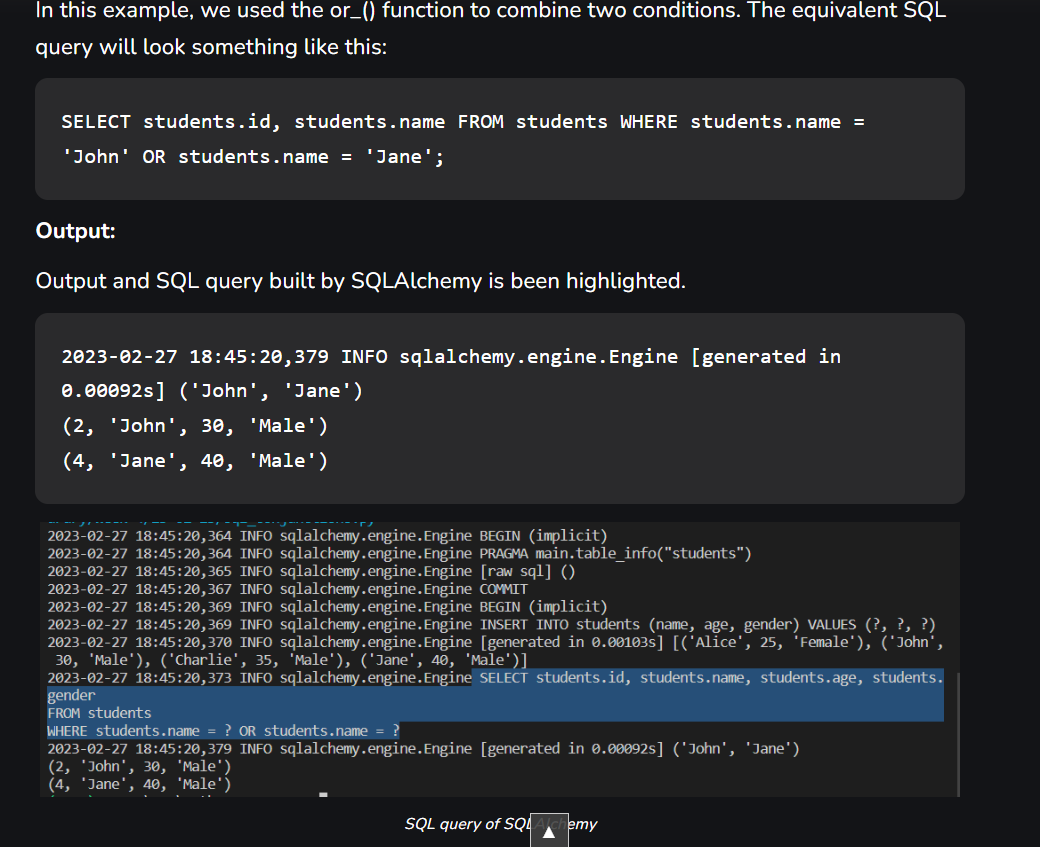 In this example, we used the or_() function to combine two conditions. The equivalent SQL
query will look something like this:
SELECT students.id, students.name FROM students WHERE students.name =
'John' OR students.name = 'Jane';
Output:
Output and SQL query built by SQLAlchemy is been highlighted.
2023-02-27 18:45:20,379 INFO sqlalchemy.engine.Engine [generated in
0.00092s] ('John', 'Jane')
(2, 'John', 30, 'Male')
(4, 'Jane', 40, 'Male')
2023-02-27 18:45:20,364 INFO sqlalchemy.engine.Engine BEGIN (implicit)
2023-02-27 18:45:20,364 INFO sqlalchemy.engine.Engine PRAGMA main.table_info("students")
2023-02-27 18:45:20,365 INFO sqlalchemy.engine.Engine [raw sql] ()
2023-02-27 18:45:20,367 INFO sqlalchemy.engine.Engine COMMIT
2023-02-27 18:45:20,369 INFO sqlalchemy.engine.Engine BEGIN (implicit)
2023-02-27 18:45:20,369 INFO sqlalchemy.engine.Engine INSERT INTO students (name, age, gender) VALUES (?, ?, ?)
2023-02-27 18:45:20,370 INFO sqlalchemy.engine.Engine [generated in 0.00103s] [('Alice', 25, 'Female'), ('John',
30, 'Male'), ('Charlie', 35, 'Male'), ('Jane', 40, 'Male')]
2023-02-27 18:45:20,373 INFO sqlalchemy.engine.Engine SELECT students.id, students.name, students.age, students.
gender
FROM students
WHERE students.name = ? OR students.name = ?
2023-02-27 18:45:20,379 INFO sqlalchemy.engine.Engine [generated in 0.00092s] ('John', 'Jane')
(2, 'John', 30, 'Male')
(4, 'Jane', 40, 'Male')
SQL query of SQLAlchemy